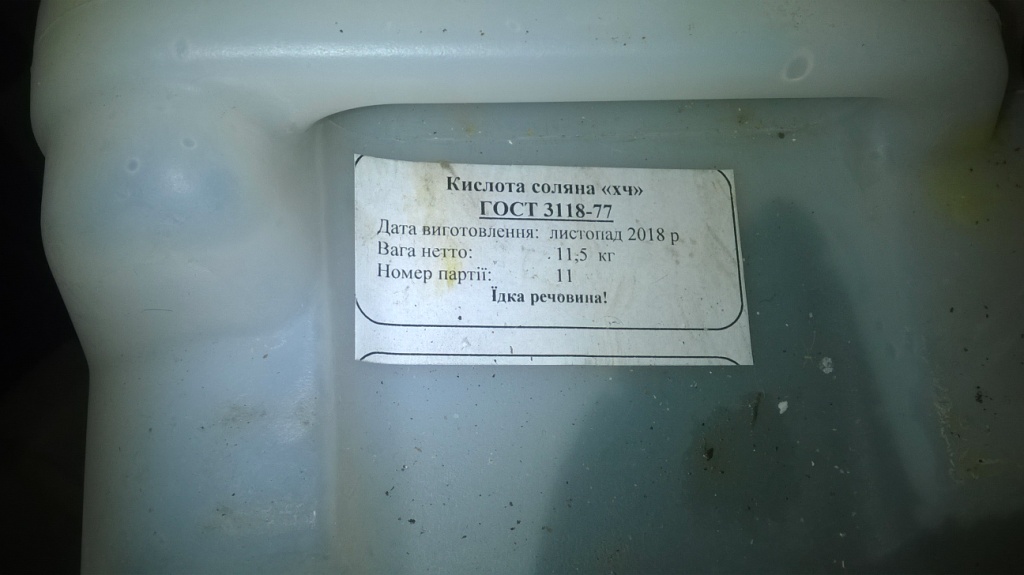 Кислота соляна «хч»
ГОСТ 3118-77
Дата виготовлення: листопад 2018 р
Вага нетто: 11,5 кг
Номер партії: 11
Їдка речовина!